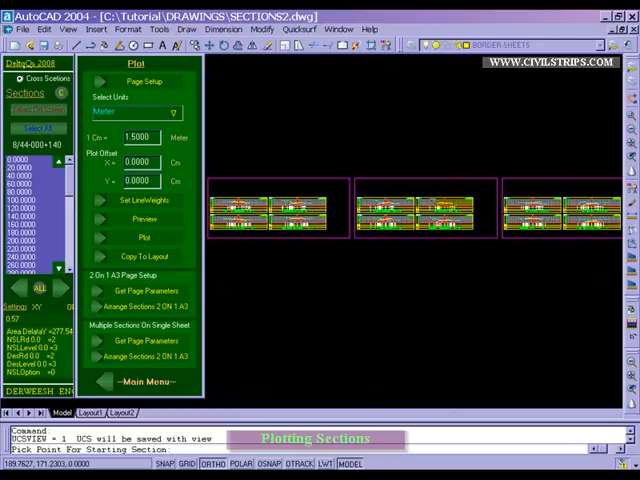 AutoCAD 2004 - [C:\Tutorial\DRAWINGS\SECTIONS2.dwg]
File Edit View Insert Format Tools Draw Dimension Modify Quicksurf Window Help
BORDER-SHEETS
WWW.CIVILSTRIPS.COM
DeltaQs 2008
Cross Scetions
Sections C
Select On Screen
Select All
8/44-000+140
0.0000
20.0000
40.0000
60.0000
80.0000
100.0000
120.0000
140.0000
160.0000
180.0000
200.0000
220.0000
240.0000
260.0000
280.0000
ALL
Settings XY
0.57
Area DelataY=277.54
NSLRd 0.0 =2
NSLevel 0.0 =3
DesRd 0.0 =2
DesLevel 0.0 =3
NSLOption =0
DERWEESH ENG
Plot
Page Setup
Select Units
Meter
1 Cm = 1.5000 Meter
Plot Offset
X = 0.0000 Cm
Y = 0.0000 Cm
Set LineWeights
Preview
Plot
Copy To Layout
2 On 1 A3 Page Setup
Get Page Parameters
Arrange Sections 2 ON 1 A3
Multiple Sections On Single Sheet
Get Page Parameters
Arrange Sections 2 ON 1 A3
--Main Menu--
Model Layout1 Layout2
Command:
UCSVIEW = 1 UCS will be saved with view
Pick Point For Starting Section:
Plotting Sections
189.7627, 171.2303, 0.0000 SNAP GRID ORTHO POLAR OSNAP OTRACK LWT MODEL